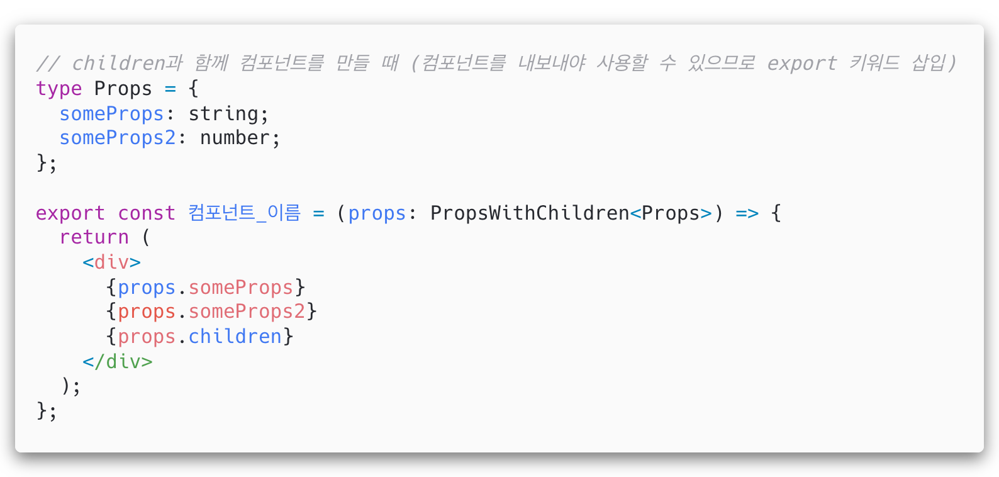 // children과 함께 컴포넌트를 만들 때 (컴포넌트를 내보내야 사용할 수 있으므로 export 키워드 삽입)
type Props = {
  someProps: string;
  someProps2: number;
};

export const 컴포넌트_이름 = (props: PropsWithChildren<Props>) => {
  return (
    <div>
      {props.someProps}
      {props.someProps2}
      {props.children}
    </div>
  );
};